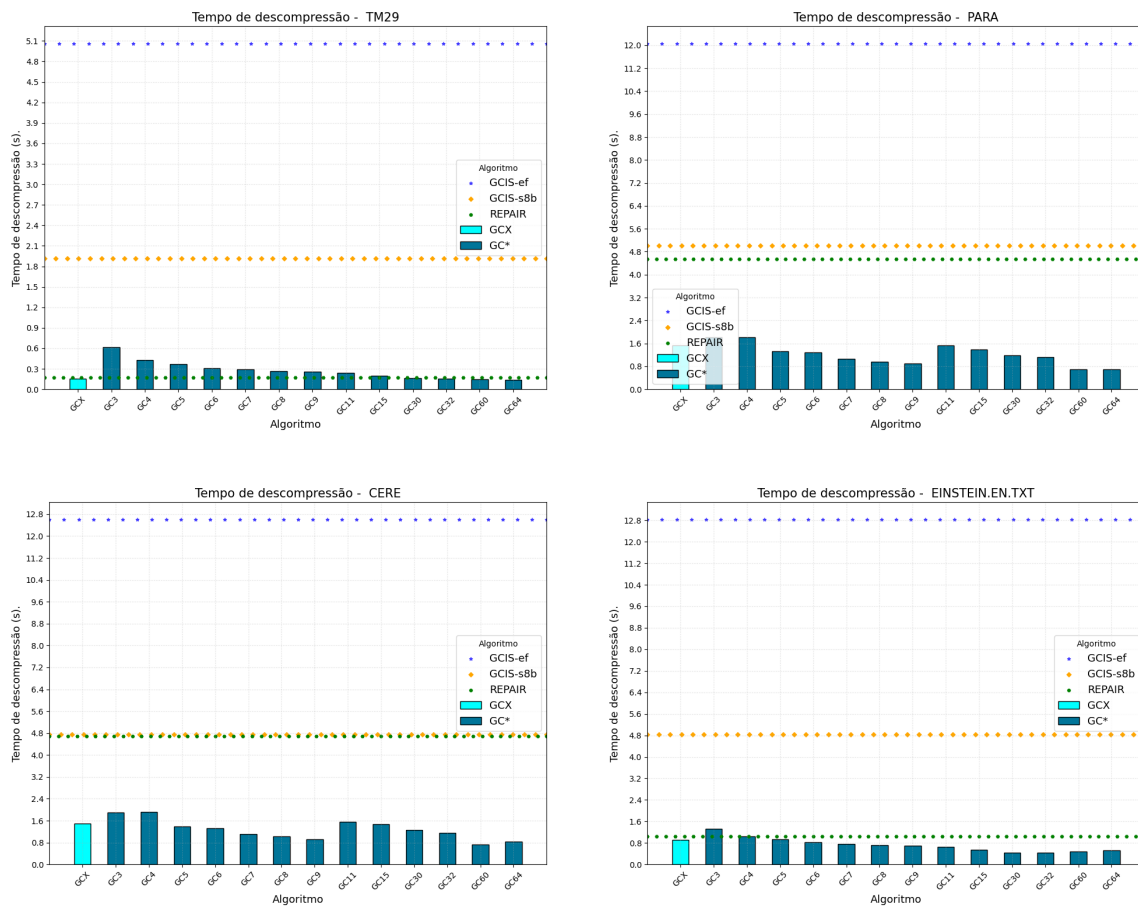 Tempo de descompressão - TM29
Tempo de descompressão (s).
5.1
4.8
4.5
4.2
3.9
3.6
3.3
3.0
2.7
2.4
2.1
1.8
1.5
1.2
0.9
0.6
0.3
0.0
Algoritmo
GCIS-ef
GCIS-s8b
REPAIR
GCX
GC*
GCX GC3 GC4 GC5 GC6 GC7 GC8 GC9 GC11 GC15 GC30 GC32 GC60 GC64
Algoritmo
Tempo de descompressão - PARA
Tempo de descompressão (s).
12.0
11.2
10.4
9.6
8.8
8.0
7.2
6.4
5.6
4.8
4.0
3.2
2.4
1.6
0.8
0.0
Algoritmo
GCIS-ef
GCIS-s8b
REPAIR
GCX
GC*
GCX GC3 GC4 GC5 GC6 GC7 GC8 GC9 GC11 GC15 GC30 GC32 GC60 GC64
Algoritmo
Tempo de descompressão - CERE
Tempo de descompressão (s).
12.8
12.0
11.2
10.4
9.6
8.8
8.0
7.2
6.4
5.6
4.8
4.0
3.2
2.4
1.6
0.8
0.0
Algoritmo
GCIS-ef
GCIS-s8b
REPAIR
GCX
GC*
GCX GC3 GC4 GC5 GC6 GC7 GC8 GC9 GC11 GC15 GC30 GC32 GC60 GC64
Algoritmo
Tempo de descompressão - EINSTEIN.EN.TXT
Tempo de descompressão (s).
12.8
12.0
11.2
10.4
9.6
8.8
8.0
7.2
6.4
5.6
4.8
4.0
3.2
2.4
1.6
0.8
0.0
Algoritmo
GCIS-ef
GCIS-s8b
REPAIR
GCX
GC*
GCX GC3 GC4 GC5 GC6 GC7 GC8 GC9 GC11 GC15 GC30 GC32 GC60 GC64
Algoritmo